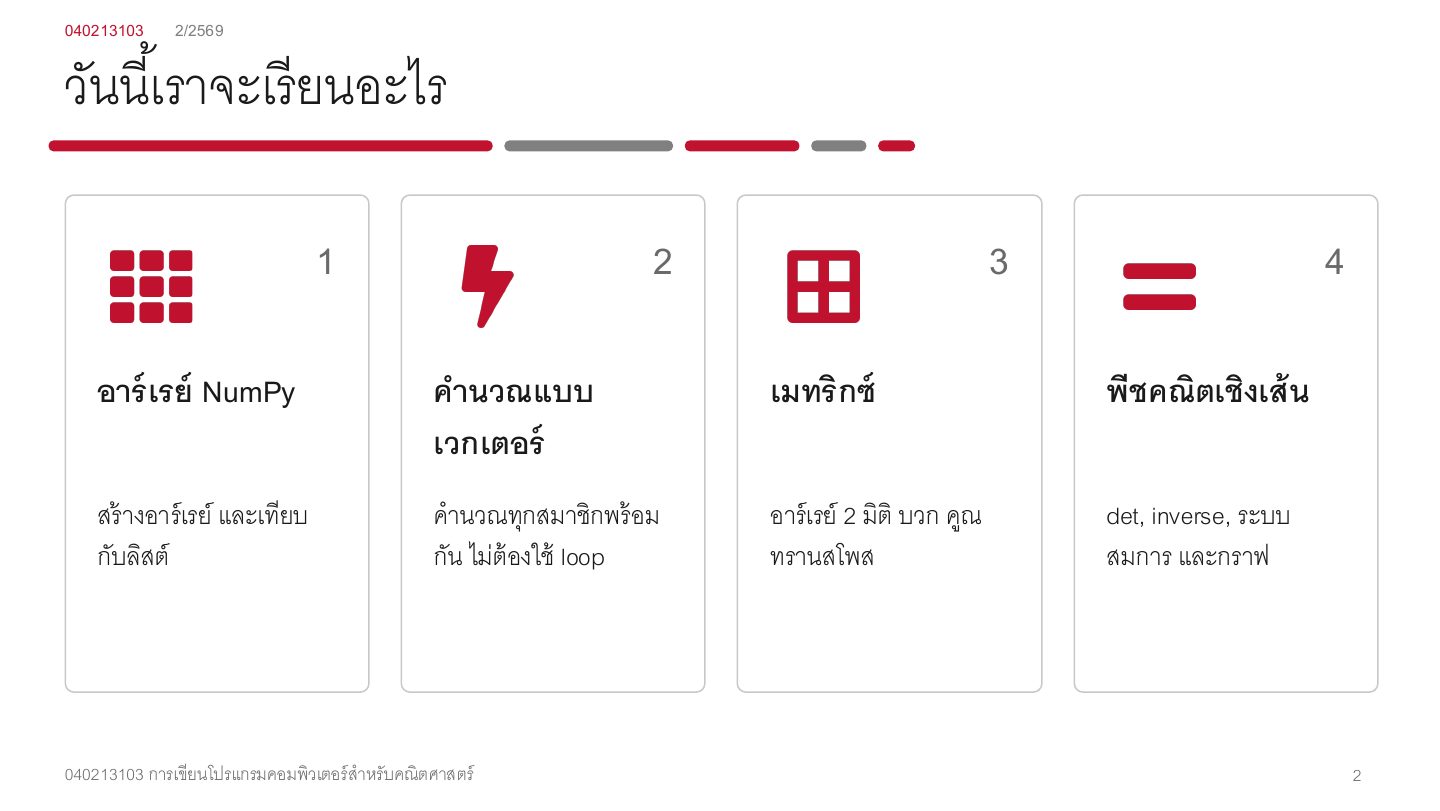 040213103 2/2569
วันนี้เราจะเรียนอะไร
1
อาร์เรย์ NumPy
สร้างอาร์เรย์ และเทียบ
กับลิสต์
2
คำนวณแบบ
เวกเตอร์
คำนวณทุกสมาชิกพร้อม
กัน ไม่ต้องใช้ loop
3
เมทริกซ์
อาร์เรย์ 2 มิติ บวก คูณ
ทรานสโพส
4
พีชคณิตเชิงเส้น
det, inverse, ระบบ
สมการ และกราฟ
040213103 การเขียนโปรแกรมคอมพิวเตอร์สำหรับคณิตศาสตร์
2